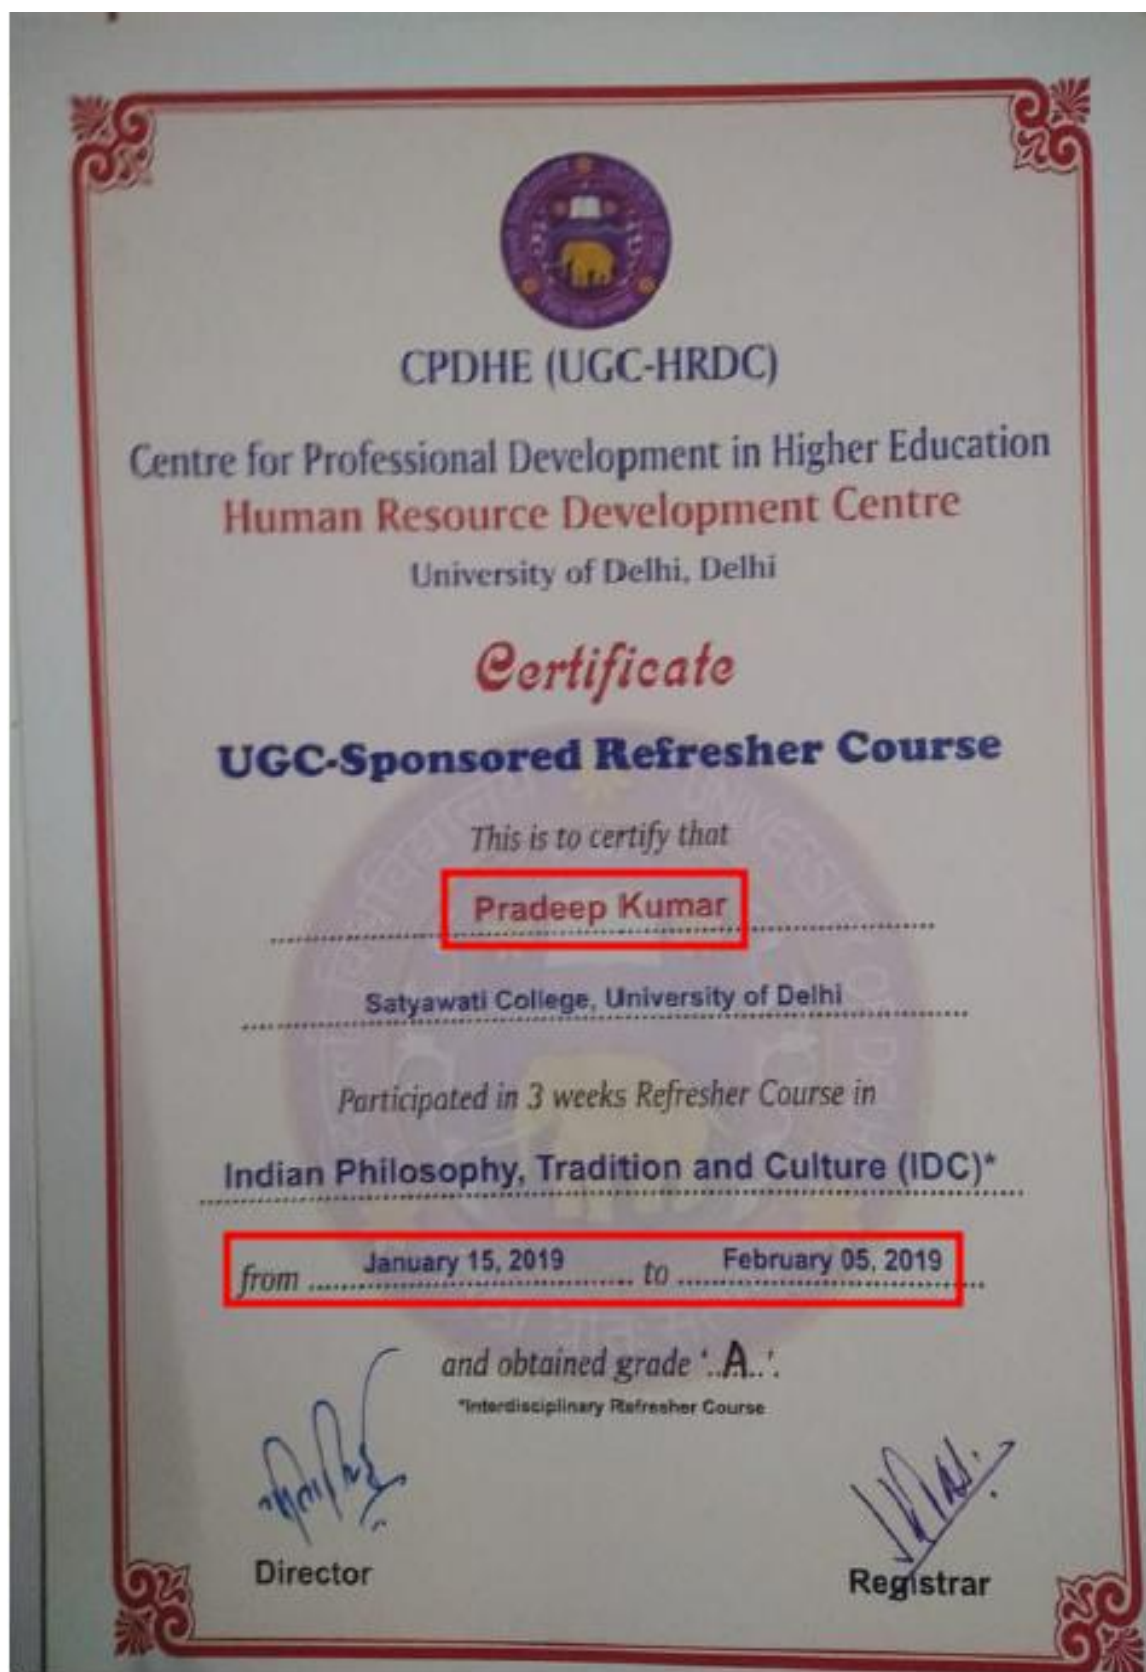 CPDHE (UGC-HRDC)
Centre for Professional Development in Higher Education
Human Resource Development Centre
University of Delhi, Delhi
Certificate
UGC-Sponsored Refresher Course
This is to certify that
Pradeep Kumar
Satyawati College, University of Delhi
Participated in 3 weeks Refresher Course in
Indian Philosophy, Tradition and Culture (IDC)*
from .......... January 15, 2019 .......... to .......... February 05, 2019 ..........
and obtained grade '..A..'.
*Interdisciplinary Refresher Course
Director
Registrar